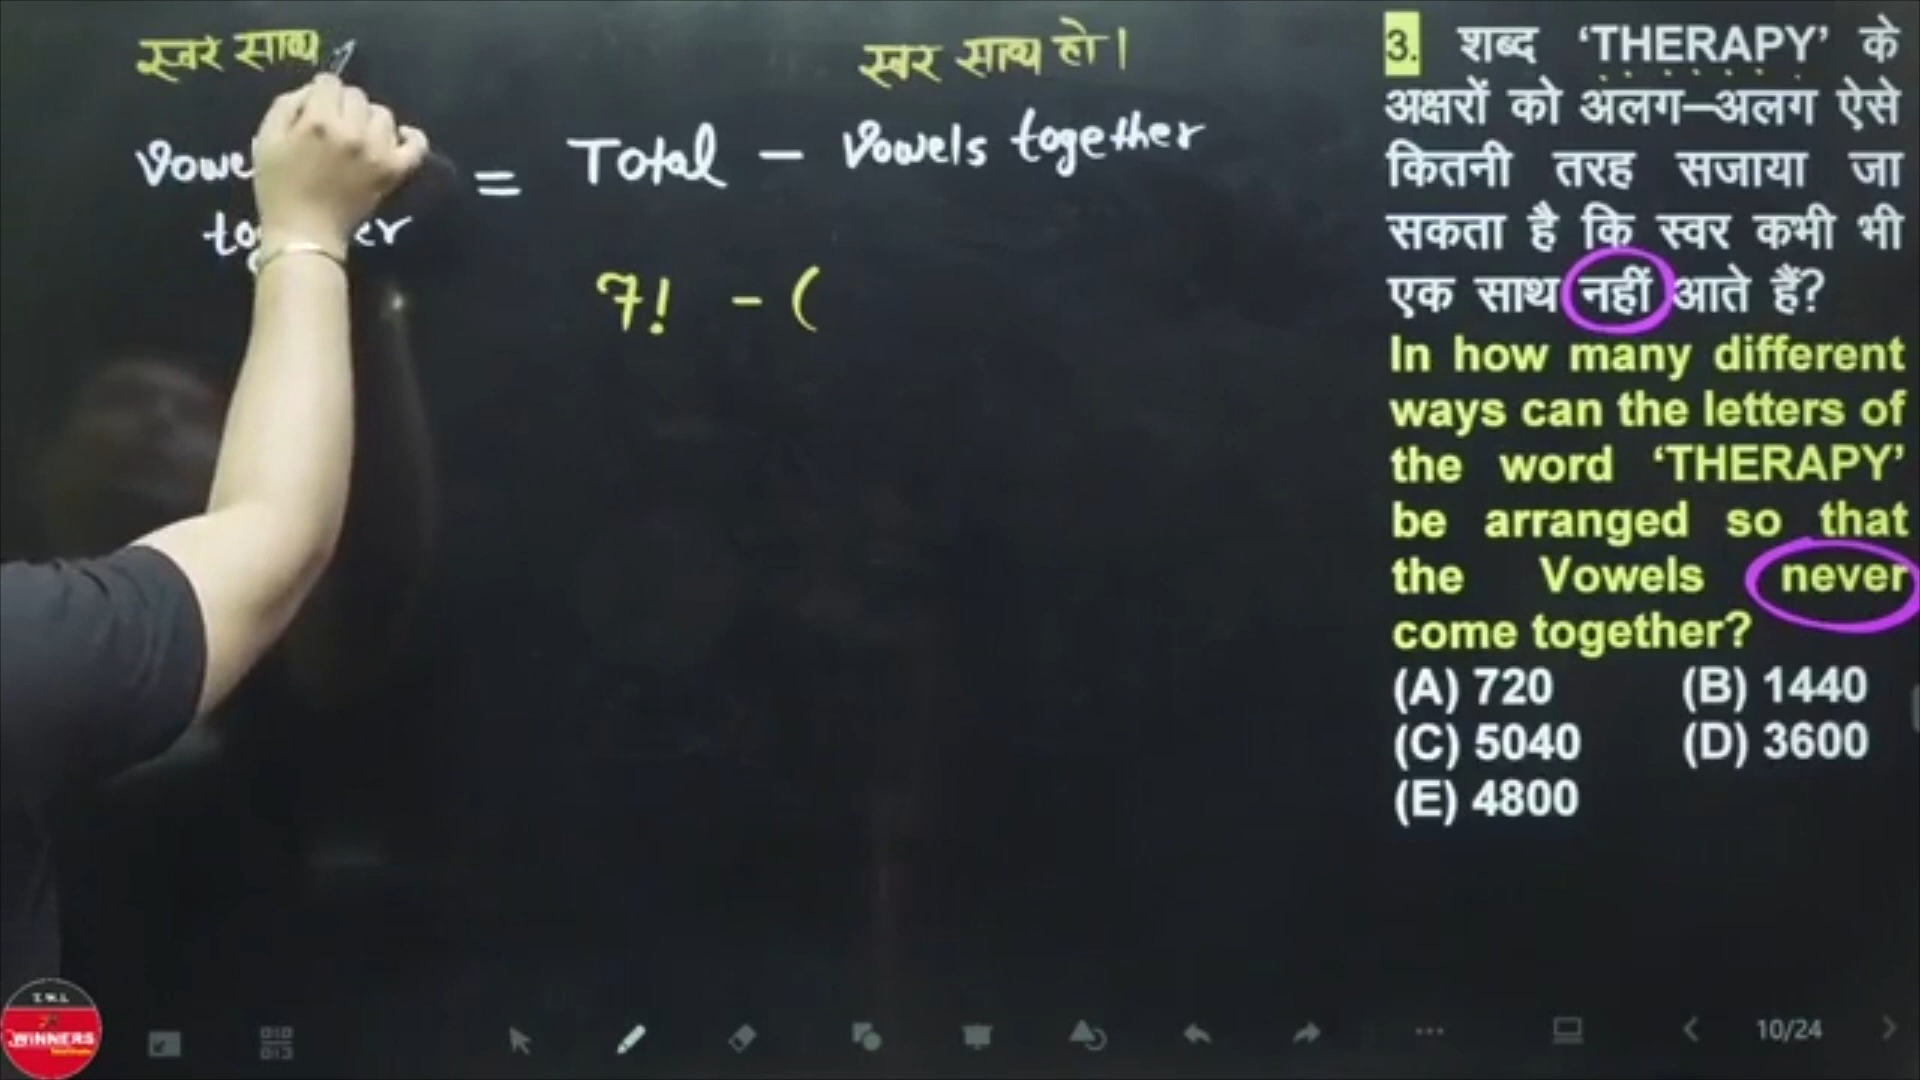 स्वर साथ
स्वर साथ हो।
= Total - Vowels together
7! - (
3. शब्द 'THERAPY' के
अक्षरों को अलग–अलग ऐसे
कितनी तरह सजाया जा
सकता है कि स्वर कभी भी
एक साथ नहीं आते हैं?
In how many different
ways can the letters of
the word 'THERAPY'
be arranged so that
the Vowels never
come together?
(A) 720 (B) 1440
(C) 5040 (D) 3600
(E) 4800
WINNERS
10/24